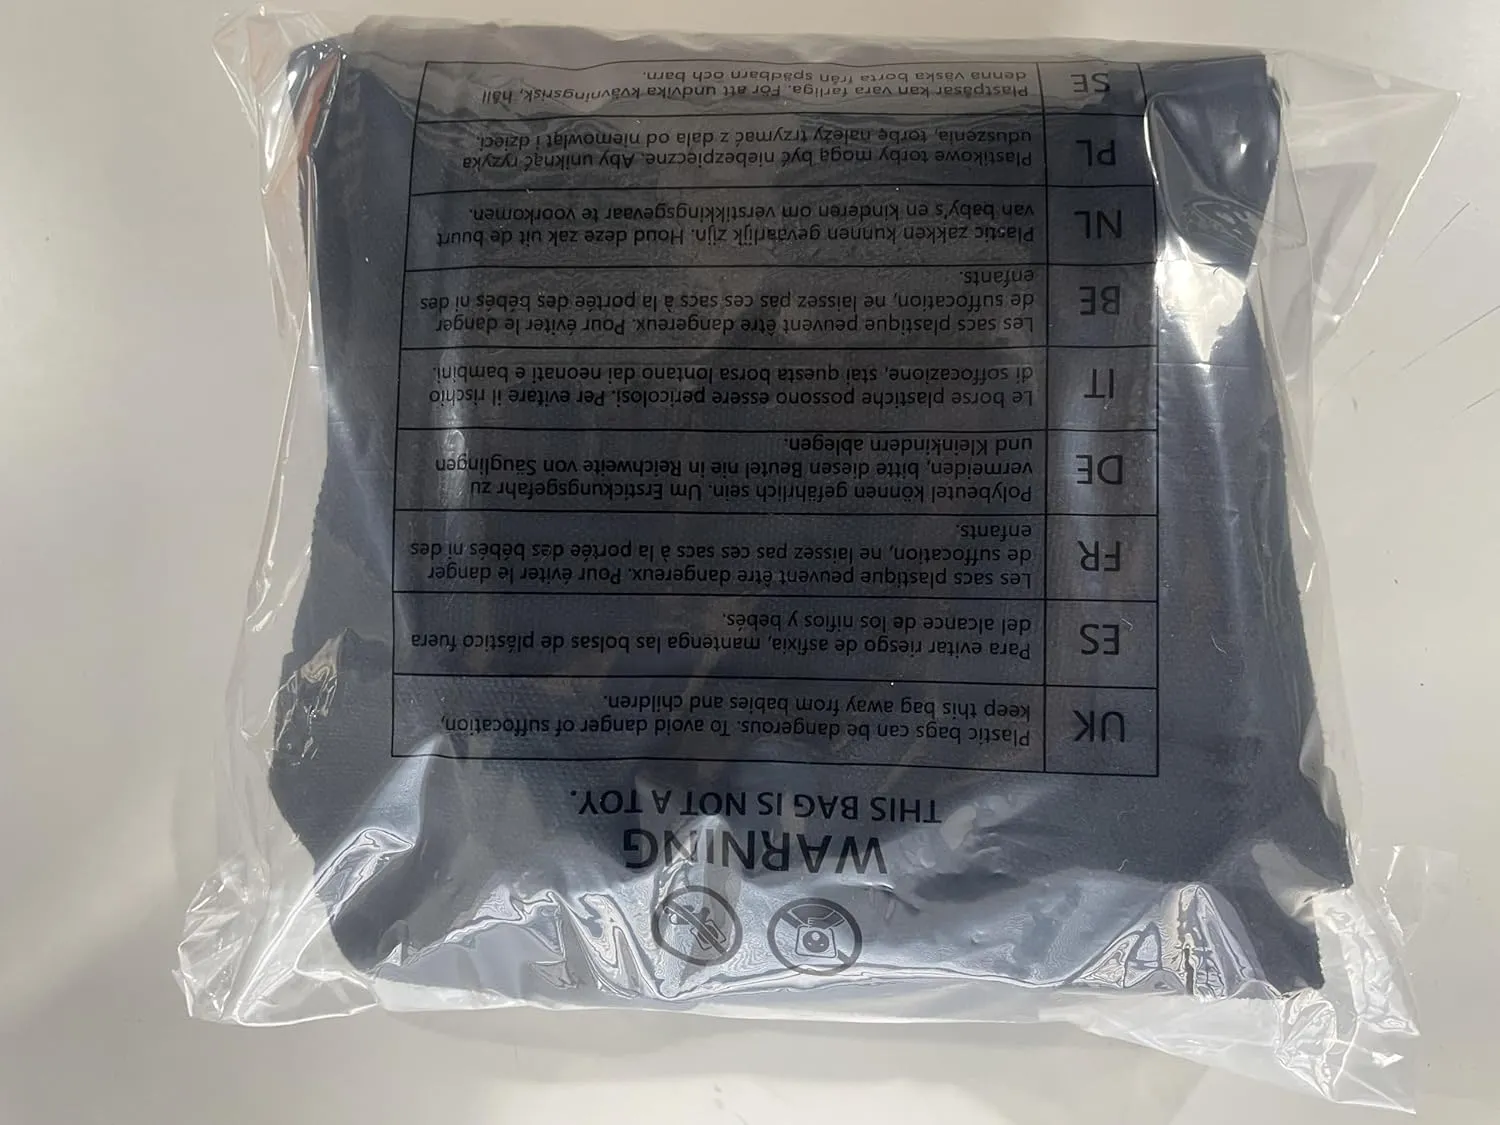 WARNING
THIS BAG IS NOT A TOY.
UK
Plastic bags can be dangerous. To avoid danger of suffocation,
keep this bag away from babies and children.
ES
Para evitar riesgo de asfixia, mantenga las bolsas de plástico fuera
del alcance de los niños y bebés.
FR
Les sacs plastique peuvent être dangereux. Pour éviter le danger
de suffocation, ne laissez pas ces sacs à la portée des bébés ni des
enfants.
DE
Polybeutel können gefährlich sein. Um Erstickungsgefahr zu
vermeiden, bitte diesen Beutel nie in Reichweite von Säuglingen
und Kleinkindern ablegen.
IT
Le borse plastiche possono essere pericolosi. Per evitare il rischio
di soffocazione, stai questa borsa lontano dai neonati e bambini.
BE
Les sacs plastique peuvent être dangereux. Pour éviter le danger
de suffocation, ne laissez pas ces sacs à la portée des bébés ni des
enfants.
NL
Plastic zakken kunnen gevaarlijk zijn. Houd deze zak uit de buurt
van baby's en kinderen om verstikkingsgevaar te voorkomen.
PL
Plastikowe torby mogą być niebezpieczne. Aby uniknąć ryzyka
uduszenia, torbę należy trzymać z dala od niemowląt i dzieci.
SE
Plastpåsar kan vara farliga. För att undvika kvävningsrisk, håll
denna väska borta från spädbarn och barn.